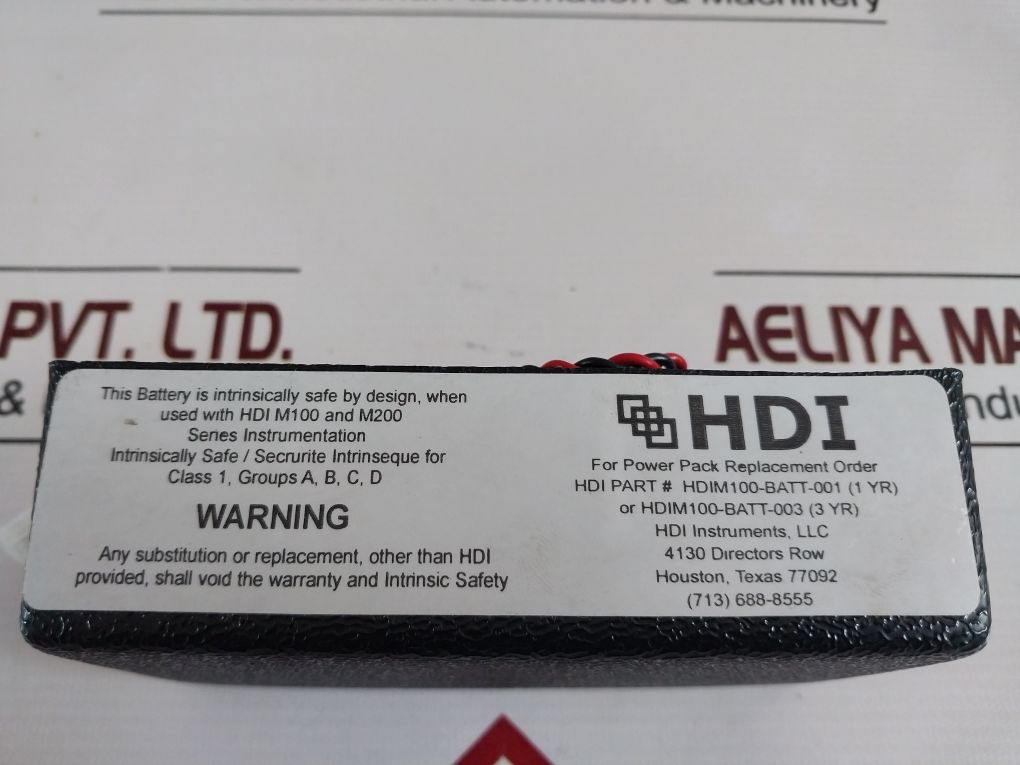 Automation & Machinery
PVT. LTD.
AELIYA MA
&
This Battery is intrinsically safe by design, when
used with HDI M100 and M200
Series Instrumentation
Intrinsically Safe / Securite Intrinseque for
Class 1, Groups A, B, C, D
WARNING
Any substitution or replacement, other than HDI
provided, shall void the warranty and Intrinsic Safety
HDI
For Power Pack Replacement Order
HDI PART # HDIM100-BATT-001 (1 YR)
or HDIM100-BATT-003 (3 YR)
HDI Instruments, LLC
4130 Directors Row
Houston, Texas 77092
(713) 688-8555